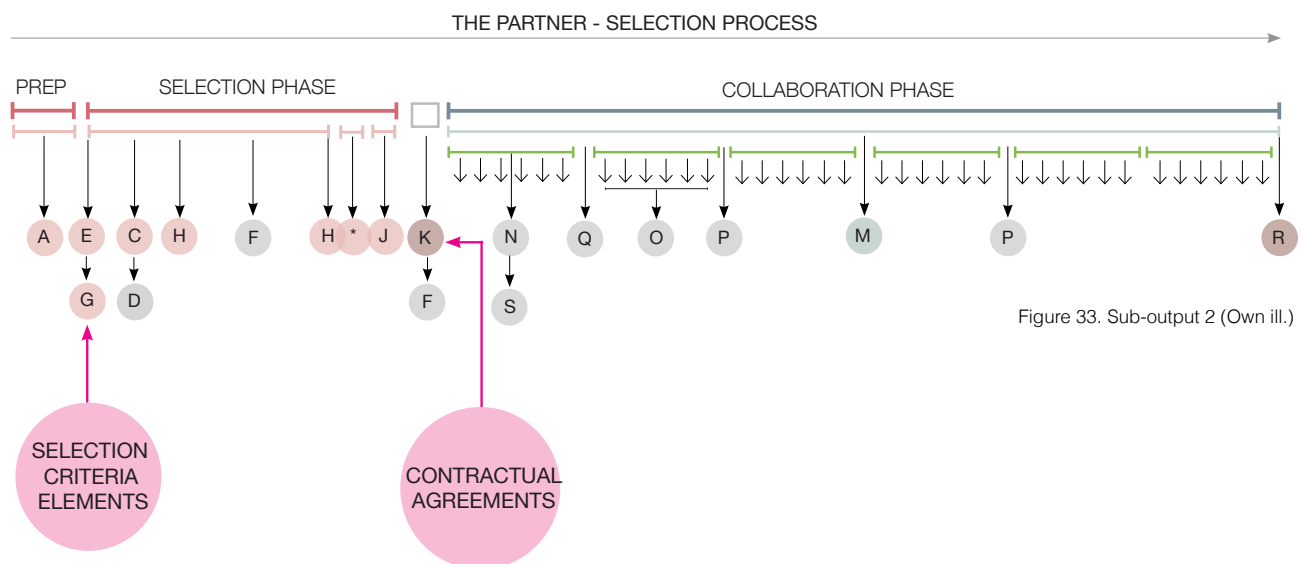 THE PARTNER - SELECTION PROCESS
PREP
SELECTION PHASE
COLLABORATION PHASE
A
E
C
H
F
H
*
J
K
N
Q
O
P
M
P
R
G
D
F
S
Figure 33. Sub-output 2 (Own ill.)
SELECTION
CRITERIA
ELEMENTS
CONTRACTUAL
AGREEMENTS